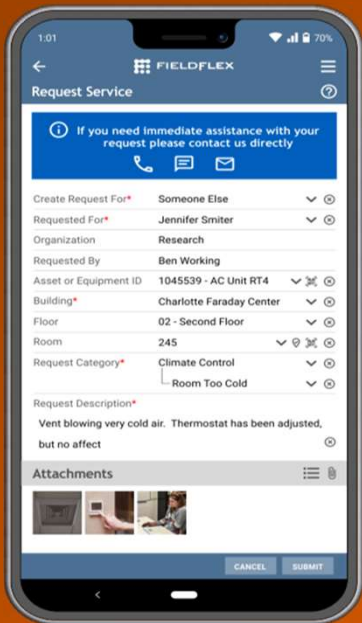 1:01
70%
FIELDFLEX
Request Service
If you need immediate assistance with your
request please contact us directly
Create Request For* Someone Else
Requested For* Jennifer Smiter
Organization Research
Requested By Ben Working
Asset or Equipment ID 1045539 - AC Unit RT4
Building* Charlotte Faraday Center
Floor 02 - Second Floor
Room 245
Request Category* Climate Control
Room Too Cold
Request Description*
Vent blowing very cold air. Thermostat has been adjusted,
but no affect
Attachments
CANCEL SUBMIT